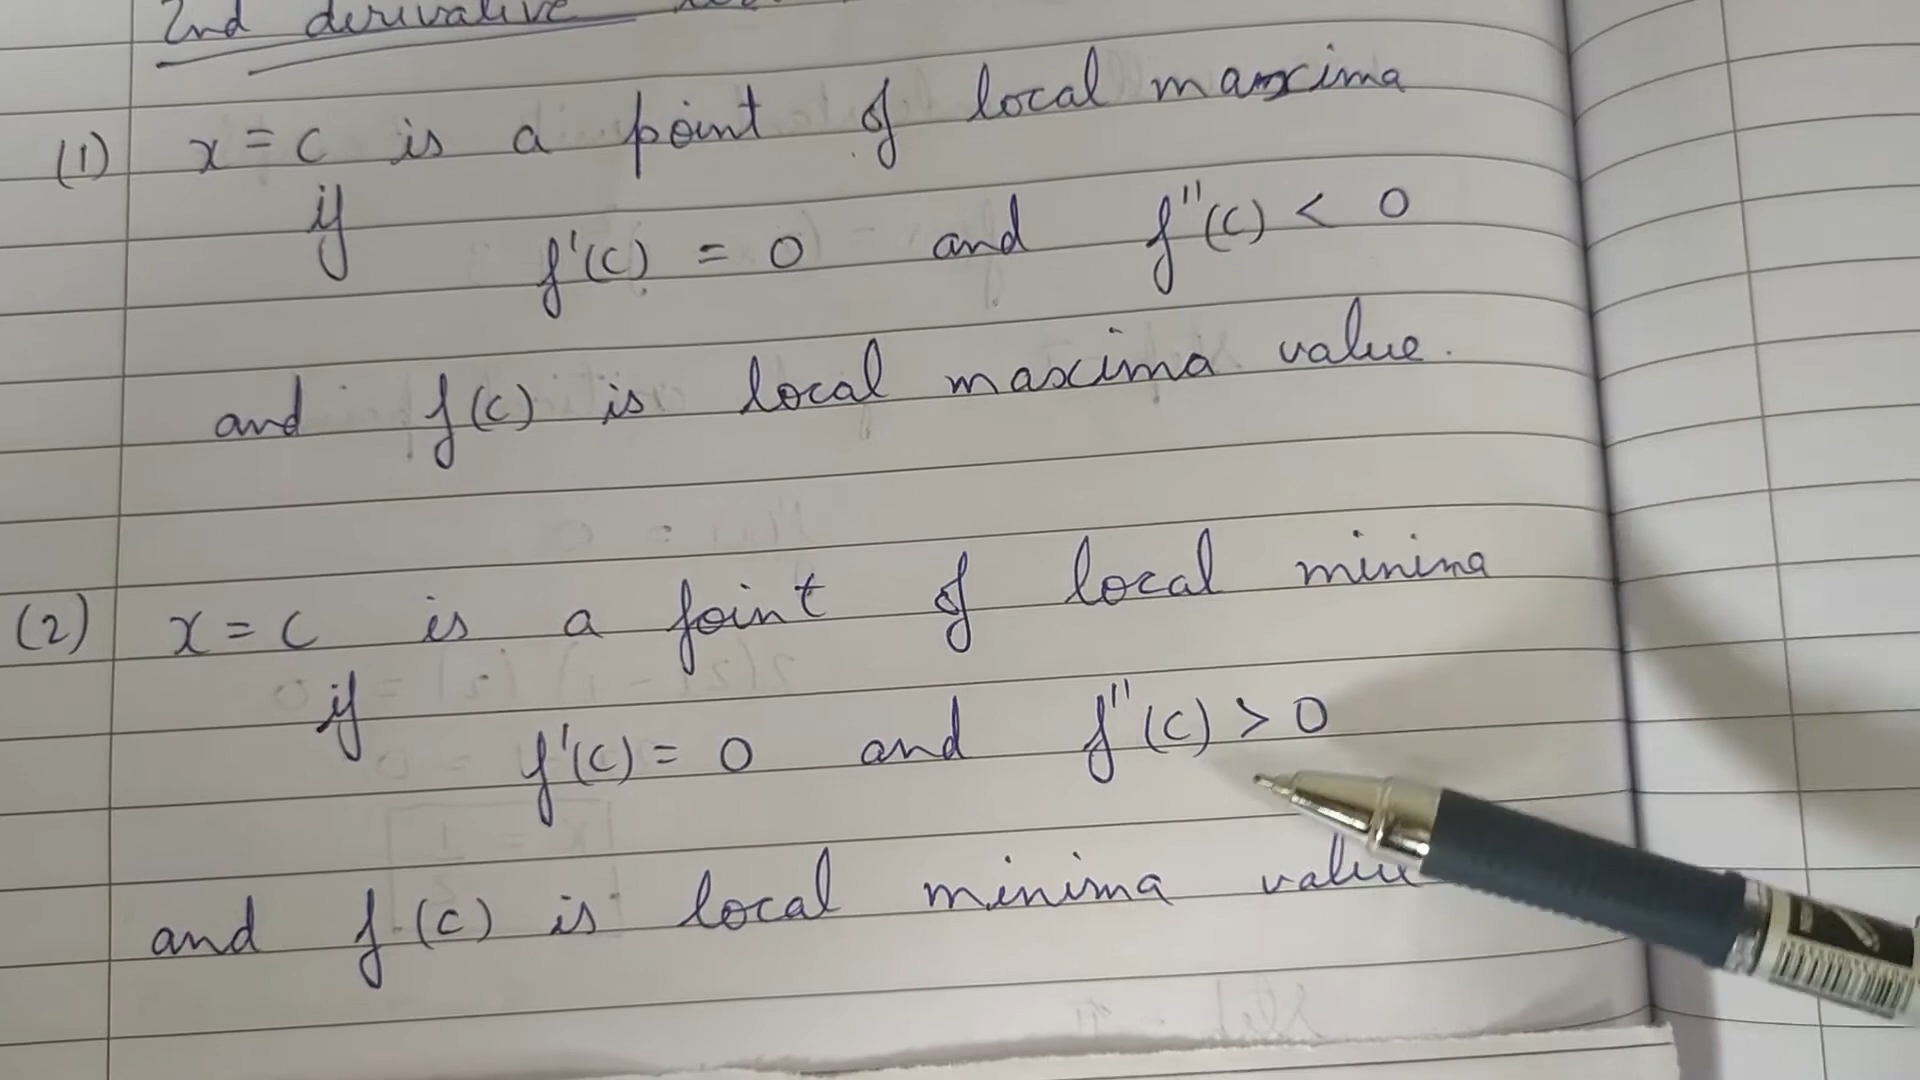 2nd derivative
(1) x = c is a point of local maxima
if
f'(c) = 0 and f''(c) < 0
and f(c) is local maxima value.
(2) x = c is a point of local minima
if
f'(c) = 0 and f''(c) > 0
and f(c) is local minima value